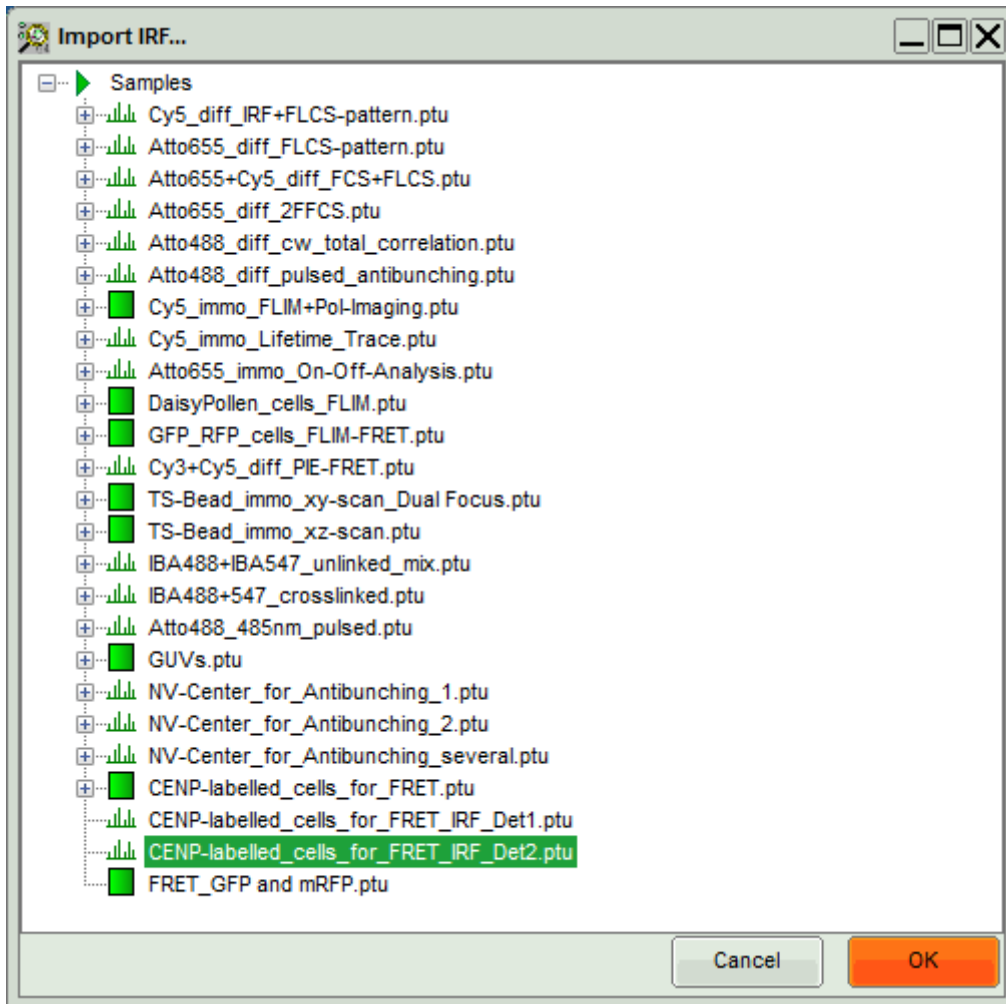 Import IRF...
Samples
Cy5_diff_IRF+FLCS-pattern.ptu
Atto655_diff_FLCS-pattern.ptu
Atto655+Cy5_diff_FCS+FLCS.ptu
Atto655_diff_2FFCS.ptu
Atto488_diff_cw_total_correlation.ptu
Atto488_diff_pulsed_antibunching.ptu
Cy5_immo_FLIM+Pol-Imaging.ptu
Cy5_immo_Lifetime_Trace.ptu
Atto655_immo_On-Off-Analysis.ptu
DaisyPollen_cells_FLIM.ptu
GFP_RFP_cells_FLIM-FRET.ptu
Cy3+Cy5_diff_PIE-FRET.ptu
TS-Bead_immo_xy-scan_Dual Focus.ptu
TS-Bead_immo_xz-scan.ptu
IBA488+IBA547_unlinked_mix.ptu
IBA488+547_crosslinked.ptu
Atto488_485nm_pulsed.ptu
GUVs.ptu
NV-Center_for_Antibunching_1.ptu
NV-Center_for_Antibunching_2.ptu
NV-Center_for_Antibunching_several.ptu
CENP-labelled_cells_for_FRET.ptu
CENP-labelled_cells_for_FRET_IRF_Det1.ptu
CENP-labelled_cells_for_FRET_IRF_Det2.ptu
FRET_GFP and mRFP.ptu
Cancel OK